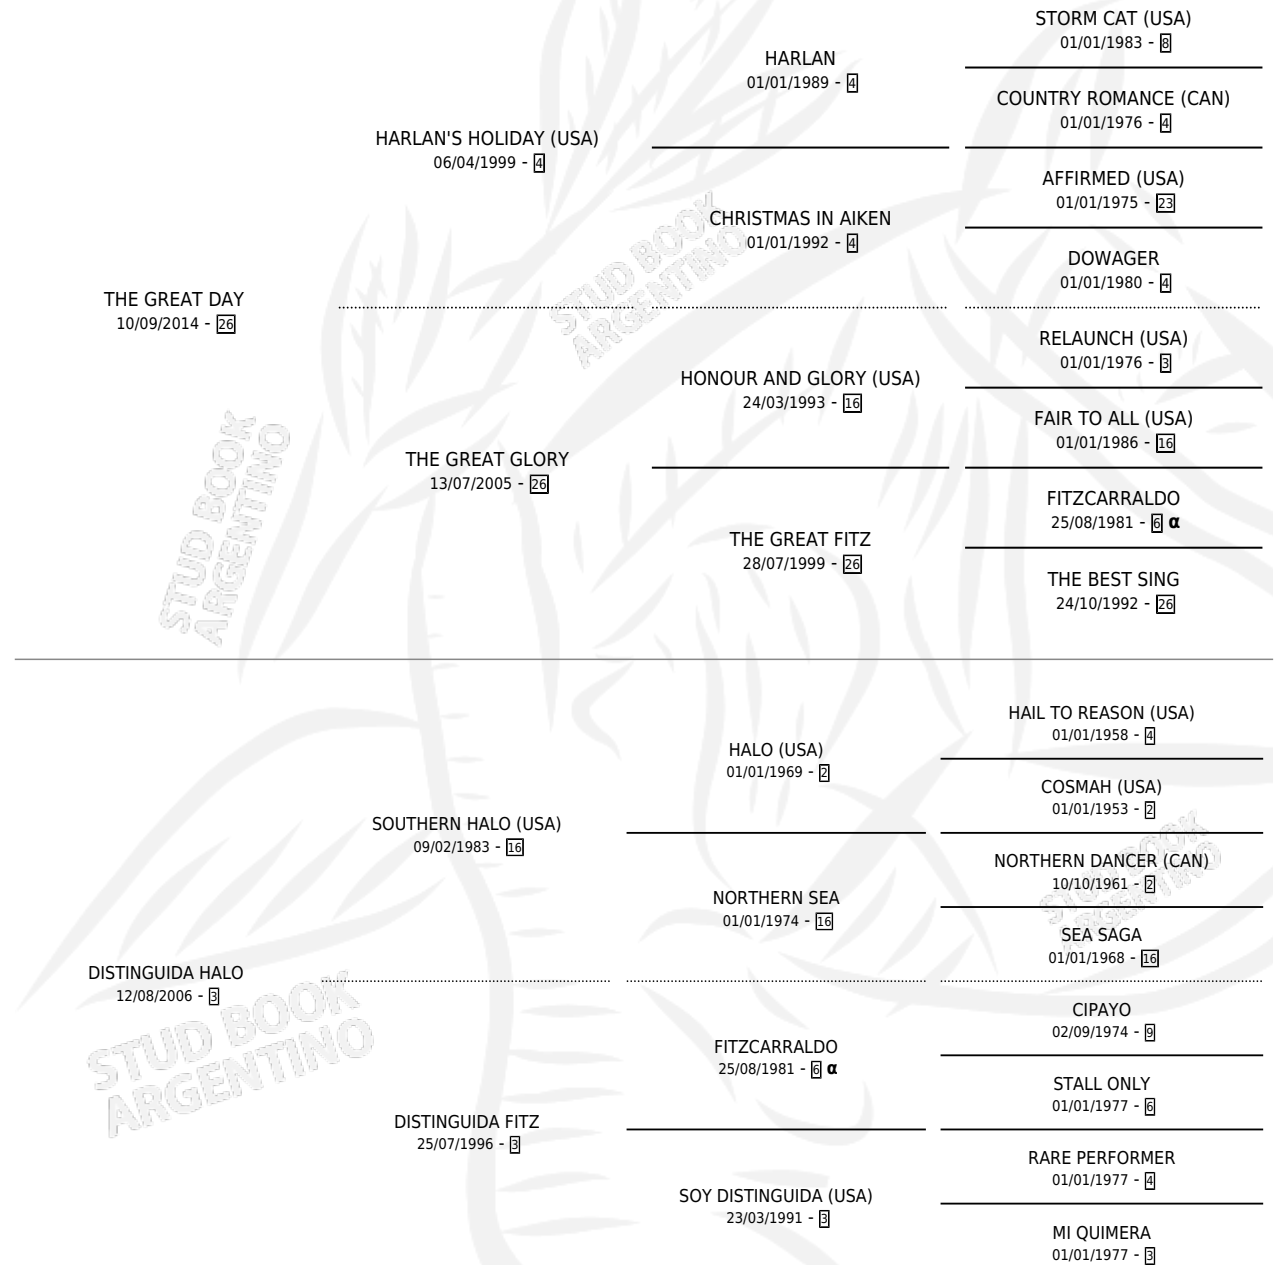 STORM CAT (USA)
01/01/1983 - 8
HARLAN
01/01/1989 - 4
COUNTRY ROMANCE (CAN)
01/01/1976 - 4
HARLAN'S HOLIDAY (USA)
06/04/1999 - 4
AFFIRMED (USA)
01/01/1975 - 23
CHRISTMAS IN AIKEN
01/01/1992 - 4
DOWAGER
01/01/1980 - 4
THE GREAT DAY
10/09/2014 - 26
RELAUNCH (USA)
01/01/1976 - 3
HONOUR AND GLORY (USA)
24/03/1993 - 16
FAIR TO ALL (USA)
01/01/1986 - 16
THE GREAT GLORY
13/07/2005 - 26
FITZCARRALDO
25/08/1981 - 6 α
THE GREAT FITZ
28/07/1999 - 26
THE BEST SING
24/10/1992 - 26
HAIL TO REASON (USA)
01/01/1958 - 4
HALO (USA)
01/01/1969 - 2
COSMAH (USA)
01/01/1953 - 2
SOUTHERN HALO (USA)
09/02/1983 - 16
NORTHERN DANCER (CAN)
10/10/1961 - 2
NORTHERN SEA
01/01/1974 - 16
SEA SAGA
01/01/1968 - 16
DISTINGUIDA HALO
12/08/2006 - 3
CIPAYO
02/09/1974 - 9
FITZCARRALDO
25/08/1981 - 6 α
STALL ONLY
01/01/1977 - 6
DISTINGUIDA FITZ
25/07/1996 - 3
RARE PERFORMER
01/01/1977 - 4
SOY DISTINGUIDA (USA)
23/03/1991 - 3
MI QUIMERA
01/01/1977 - 3
STUD BOOK
ARGENTINO
STUD BOOK
ARGENTINO
STUD BOOK
ARGENTINO
STUD BOOK
ARGENTINO